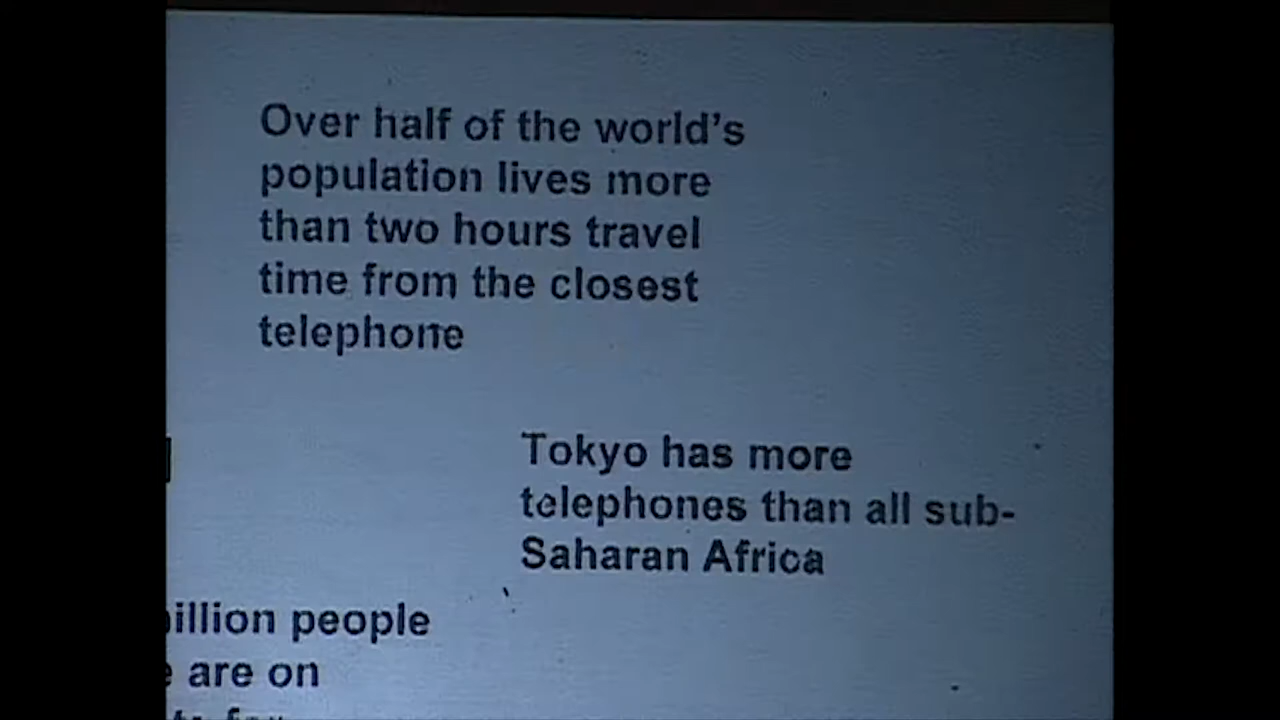 Over half of the world's
population lives more
than two hours travel
time from the closest
telephone
Tokyo has more
telephones than all sub-
Saharan Africa
people
are on